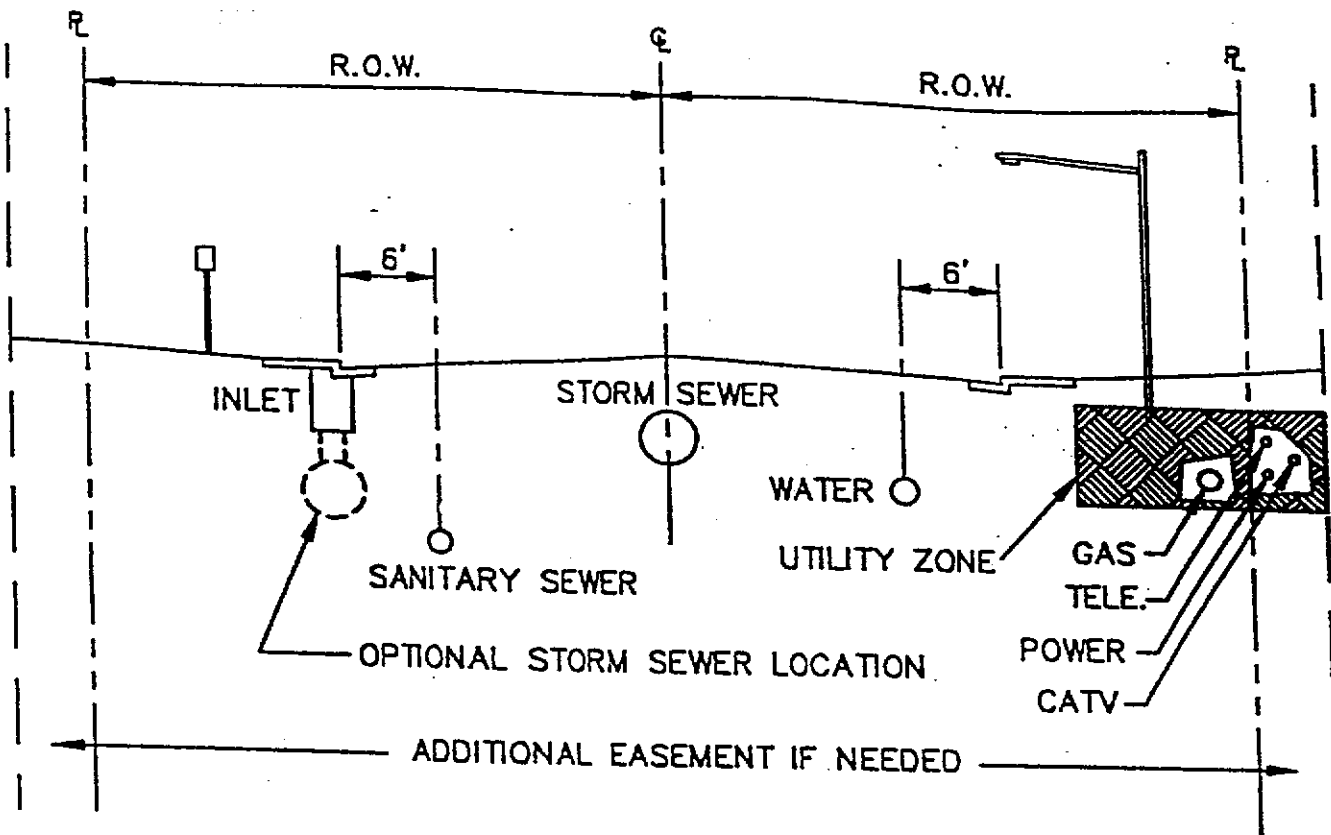 PL
CL
PL
R.O.W.
R.O.W.
6'
6'
INLET
STORM SEWER
WATER
SANITARY SEWER
UTILITY ZONE
GAS
TELE.
OPTIONAL STORM SEWER LOCATION
POWER
CATV
ADDITIONAL EASEMENT IF NEEDED